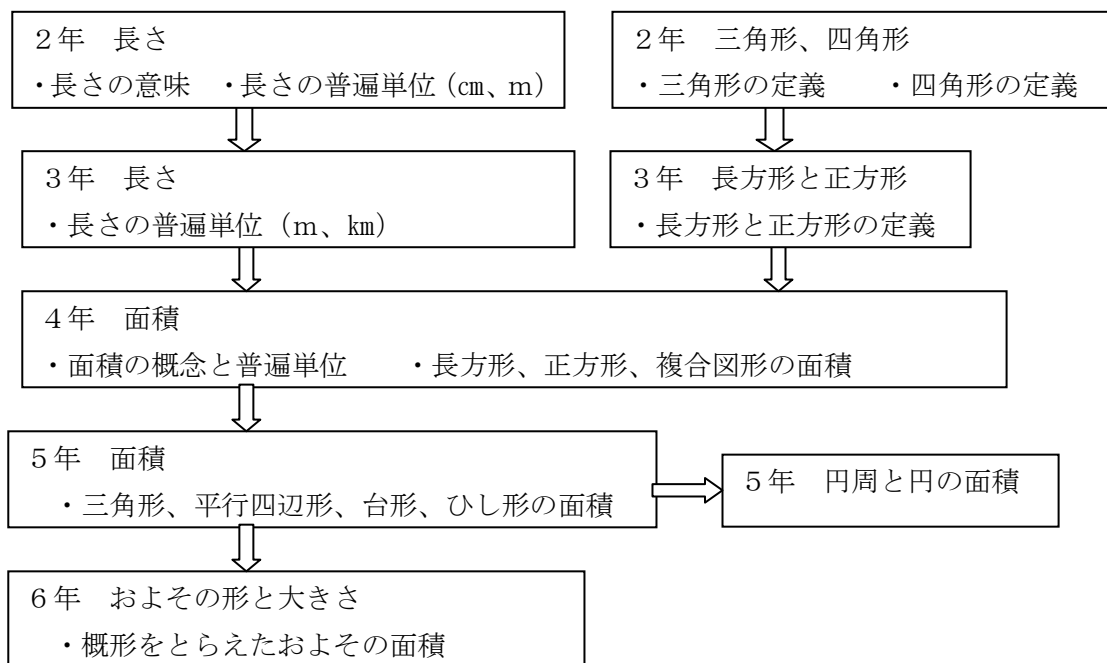 ２年　長さ
・長さの意味　・長さの普遍単位（㎝、ｍ）
２年　三角形、四角形
・三角形の定義　　・四角形の定義
３年　長さ
・長さの普遍単位（ｍ、㎞）
３年　長方形と正方形
・長方形と正方形の定義
４年　面積
・面積の概念と普遍単位　　・長方形、正方形、複合図形の面積
５年　面積
・三角形、平行四辺形、台形、ひし形の面積
５年　円周と円の面積
６年　およその形と大きさ
・概形をとらえたおよその面積